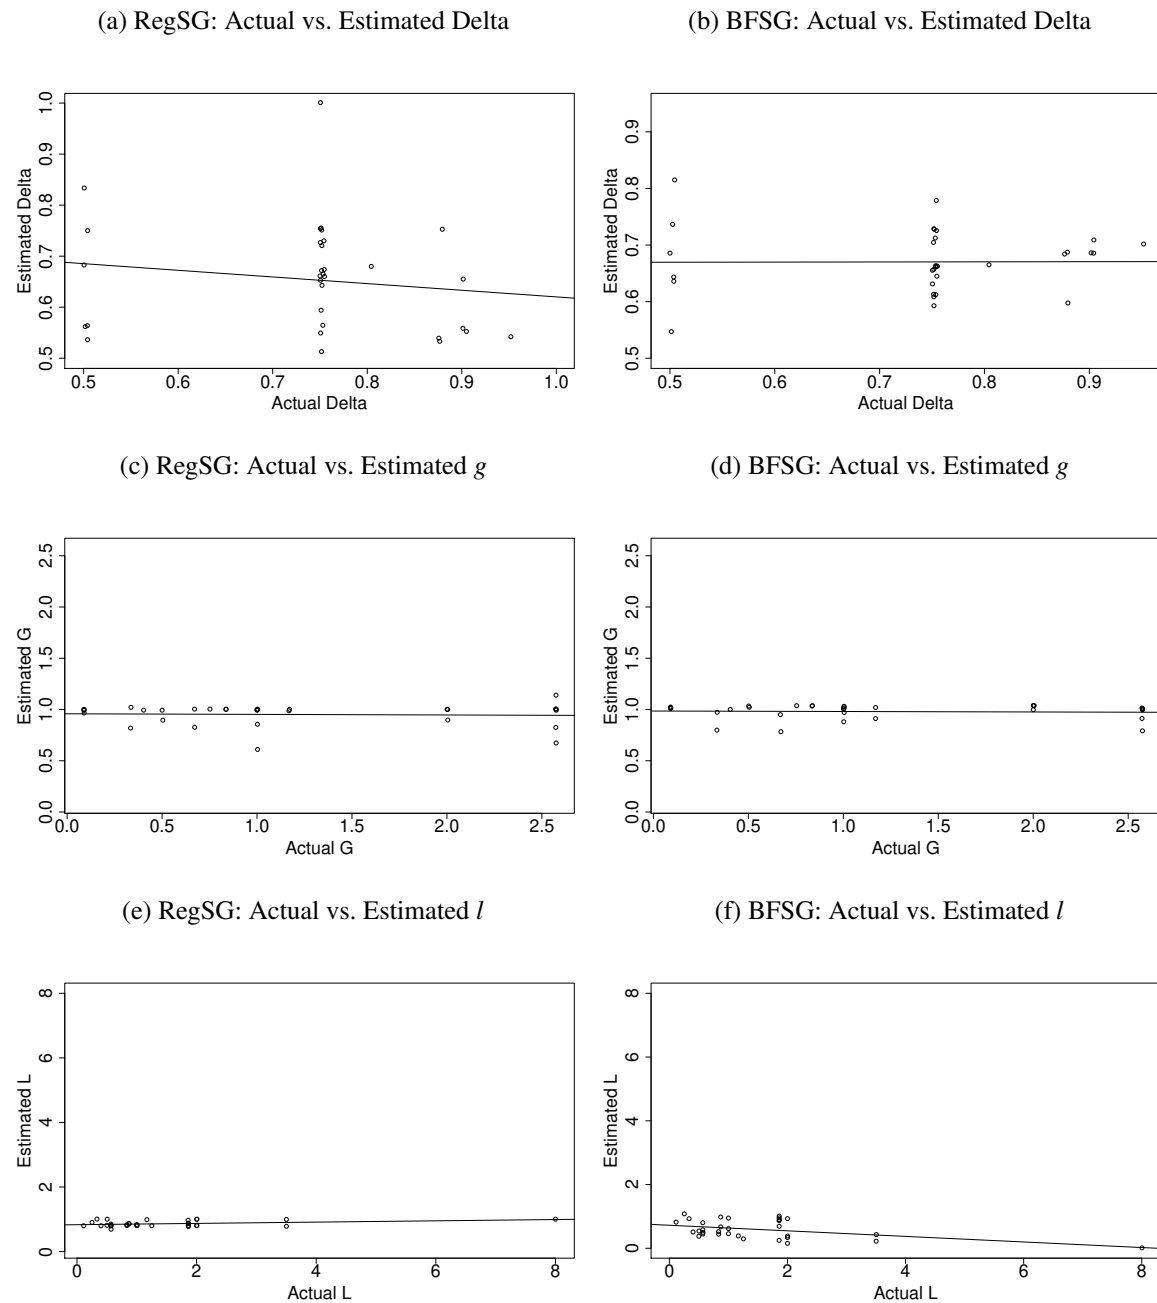 (a) RegSG: Actual vs. Estimated Delta
(b) BFSG: Actual vs. Estimated Delta
Estimated Delta
1.0
0.9
0.8
0.7
0.6
0.5
0.5 0.6 0.7 0.8 0.9 1.0
Actual Delta
Estimated Delta
0.9
0.8
0.7
0.6
0.5
0.5 0.6 0.7 0.8 0.9
Actual Delta
(c) RegSG: Actual vs. Estimated g
(d) BFSG: Actual vs. Estimated g
Estimated G
2.5
2.0
1.5
1.0
0.5
0.0
0.0 0.5 1.0 1.5 2.0 2.5
Actual G
Estimated G
2.5
2.0
1.5
1.0
0.5
0.0
0.0 0.5 1.0 1.5 2.0 2.5
Actual G
(e) RegSG: Actual vs. Estimated l
(f) BFSG: Actual vs. Estimated l
Estimated L
8
6
4
2
0
0 2 4 6 8
Actual L
Estimated L
8
6
4
2
0
0 2 4 6 8
Actual L